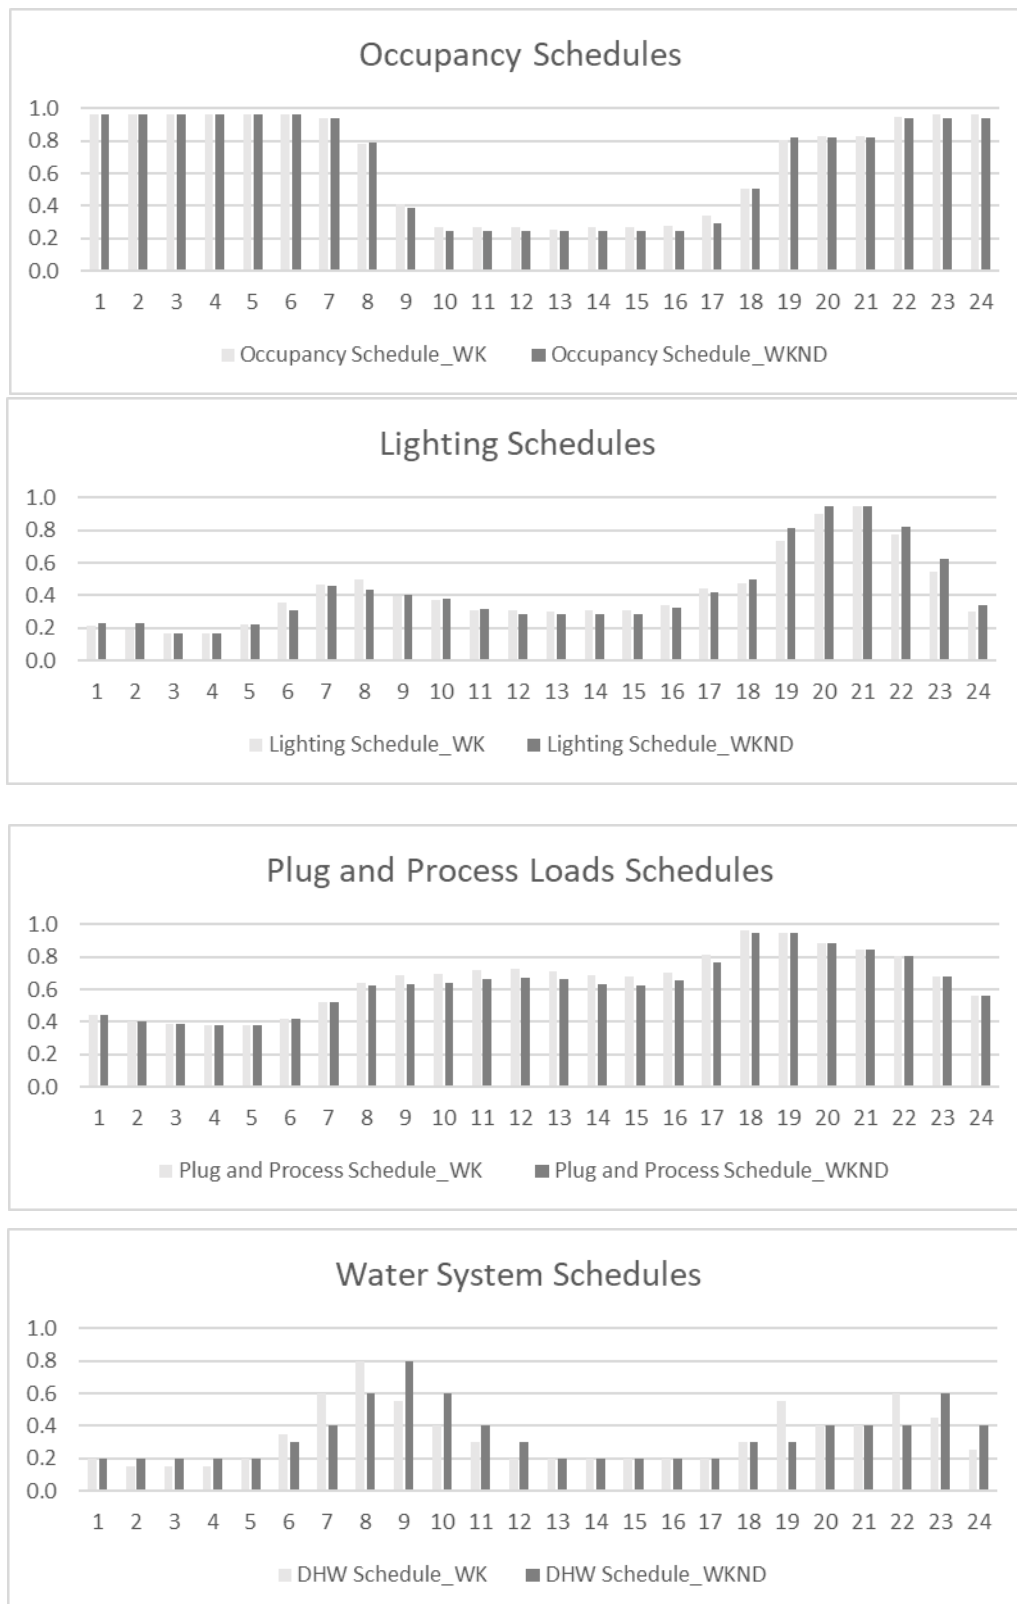 Occupancy Schedules
1.0
0.8
0.6
0.4
0.2
0.0
1 2 3 4 5 6 7 8 9 10 11 12 13 14 15 16 17 18 19 20 21 22 23 24
Occupancy Schedule_WK Occupancy Schedule_WKND
Lighting Schedules
1.0
0.8
0.6
0.4
0.2
0.0
1 2 3 4 5 6 7 8 9 10 11 12 13 14 15 16 17 18 19 20 21 22 23 24
Lighting Schedule_WK Lighting Schedule_WKND
Plug and Process Loads Schedules
1.0
0.8
0.6
0.4
0.2
0.0
1 2 3 4 5 6 7 8 9 10 11 12 13 14 15 16 17 18 19 20 21 22 23 24
Plug and Process Schedule_WK Plug and Process Schedule_WKND
Water System Schedules
1.0
0.8
0.6
0.4
0.2
0.0
1 2 3 4 5 6 7 8 9 10 11 12 13 14 15 16 17 18 19 20 21 22 23 24
DHW Schedule_WK DHW Schedule_WKND